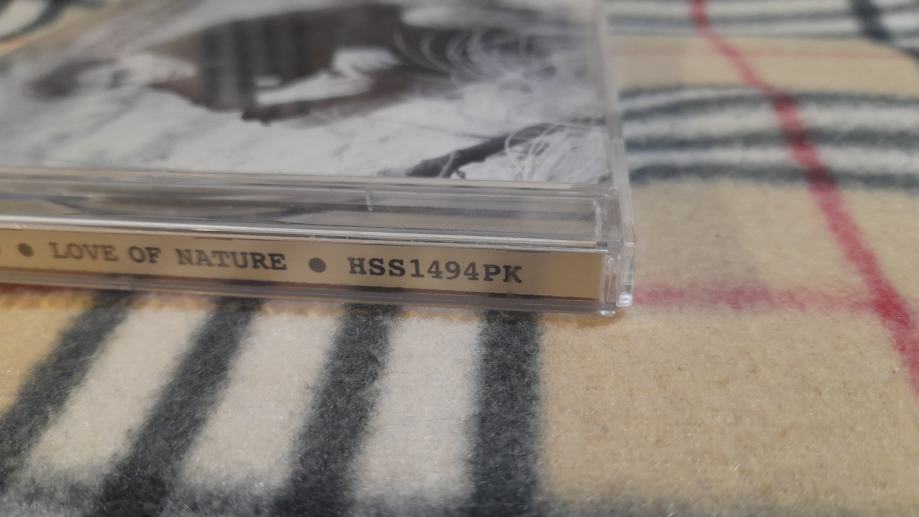 ● LOVE OF NATURE ● HSS1494PK